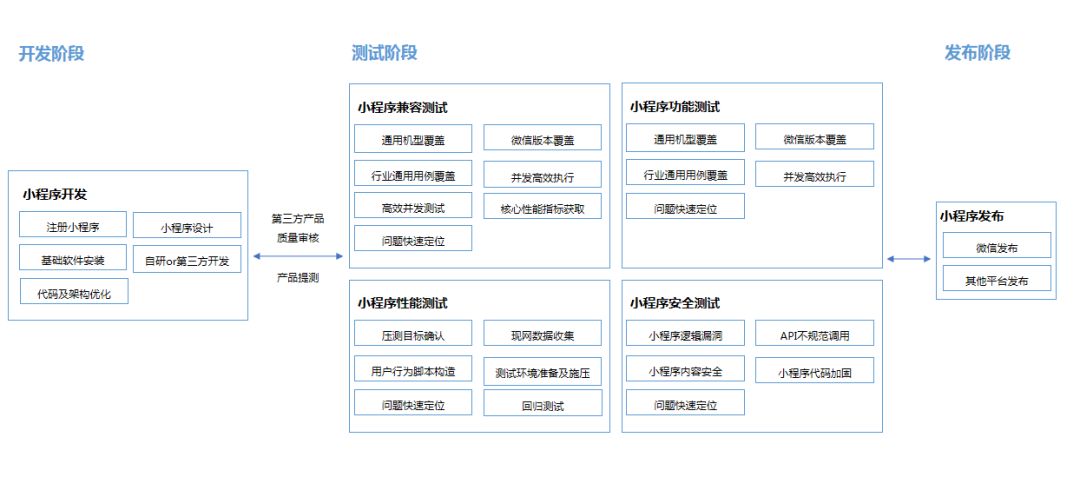 开发阶段
测试阶段
发布阶段
小程序开发
注册小程序
小程序设计
基础软件安装
自研or第三方开发
代码及架构优化
第三方产品
质量审核
产品提测
小程序兼容测试
通用机型覆盖
微信版本覆盖
行业通用用例覆盖
并发高效执行
高效并发测试
核心性能指标获取
问题快速定位
小程序功能测试
通用机型覆盖
微信版本覆盖
行业通用用例覆盖
并发高效执行
问题快速定位
小程序性能测试
压测目标确认
现网数据收集
用户行为脚本构造
测试环境准备及施压
问题快速定位
回归测试
小程序安全测试
小程序逻辑漏洞
API不规范调用
小程序内容安全
小程序代码加固
问题快速定位
小程序发布
微信发布
其他平台发布